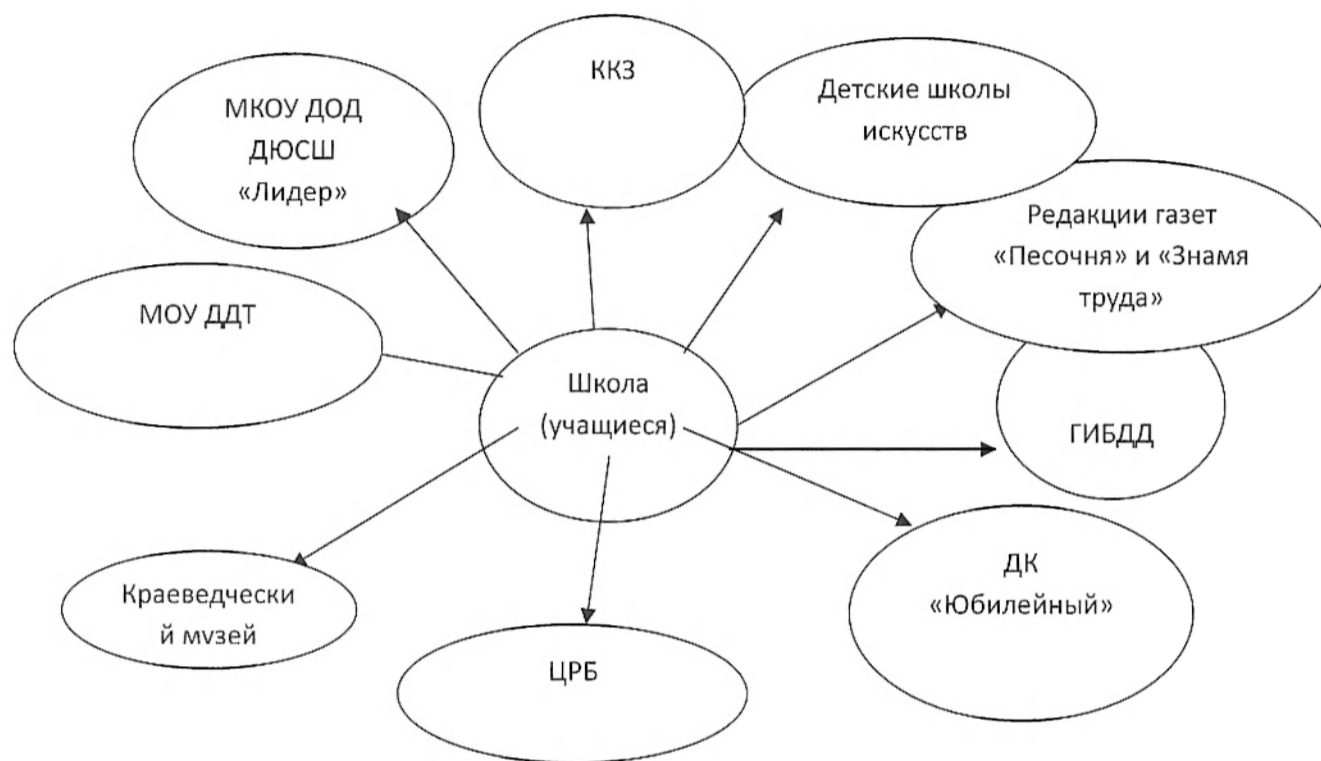 ККЗ
Детские школы
искусств
МКОУ ДОД
ДЮСШ
«Лидер»
Редакции газет
«Песочня» и «Знамя
труда»
МОУ ДДТ
Школа
(учащиеся)
ГИБДД
ДК
«Юбилейный»
Краеведчески
й музей
ЦРБ